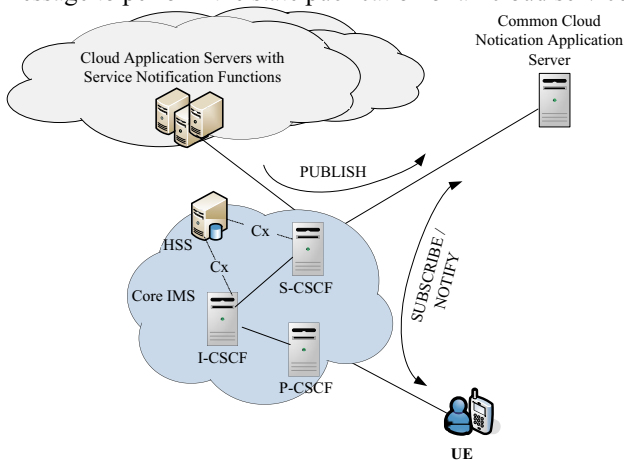 Common Cloud
Notication Application
Server
Cloud Application Servers with
Service Notification Functions
PUBLISH
SUBSCRIBE /
NOTIFY
HSS
Cx
Cx
S-CSCF
Core IMS
I-CSCF
P-CSCF
UE